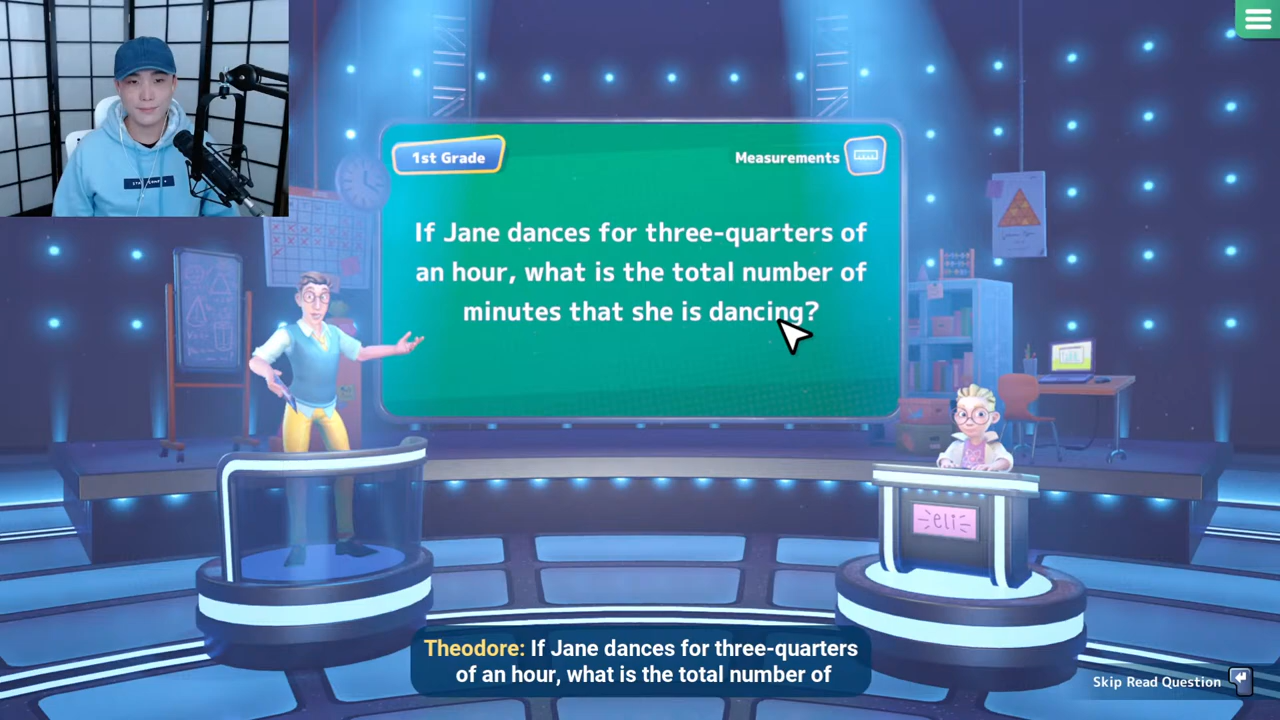 1st Grade
Measurements
If Jane dances for three-quarters of
an hour, what is the total number of
minutes that she is dancing?
eli
Theodore: If Jane dances for three-quarters
of an hour, what is the total number of
Skip Read Question